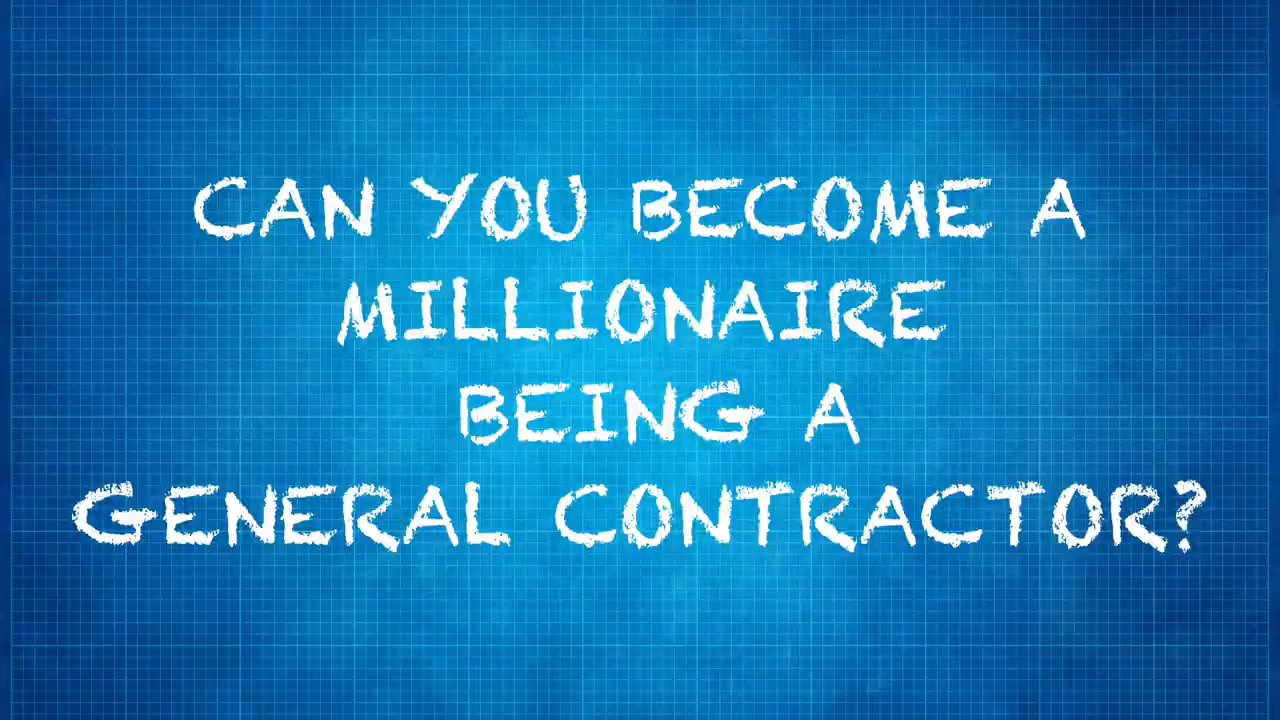 CAN YOU BECOME A
MILLIONAIRE
BEING A
GENERAL CONTRACTOR?